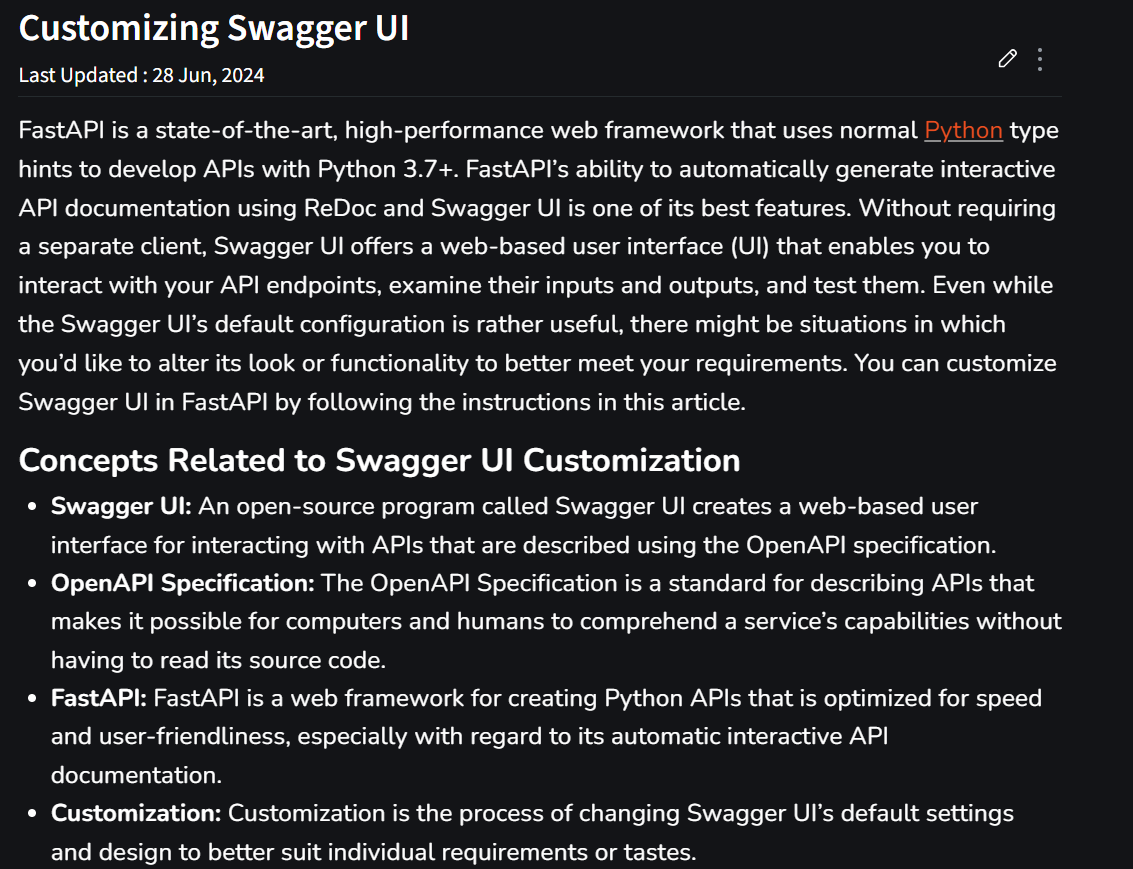 Customizing Swagger UI
Last Updated : 28 Jun, 2024
FastAPI is a state-of-the-art, high-performance web framework that uses normal Python type
hints to develop APIs with Python 3.7+. FastAPI’s ability to automatically generate interactive
API documentation using ReDoc and Swagger UI is one of its best features. Without requiring
a separate client, Swagger UI offers a web-based user interface (UI) that enables you to
interact with your API endpoints, examine their inputs and outputs, and test them. Even while
the Swagger UI’s default configuration is rather useful, there might be situations in which
you’d like to alter its look or functionality to better meet your requirements. You can customize
Swagger UI in FastAPI by following the instructions in this article.
Concepts Related to Swagger UI Customization
• Swagger UI: An open-source program called Swagger UI creates a web-based user
interface for interacting with APIs that are described using the OpenAPI specification.
• OpenAPI Specification: The OpenAPI Specification is a standard for describing APIs that
makes it possible for computers and humans to comprehend a service’s capabilities without
having to read its source code.
• FastAPI: FastAPI is a web framework for creating Python APIs that is optimized for speed
and user-friendliness, especially with regard to its automatic interactive API
documentation.
• Customization: Customization is the process of changing Swagger UI’s default settings
and design to better suit individual requirements or tastes.